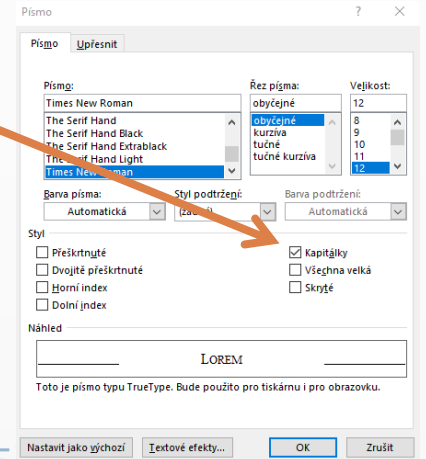 Písmo ? ×
Písmo Upřesnit
Písmo: Řez písma: Velikost:
Times New Roman obyčejné 12
The Serif Hand obyčejné 8
The Serif Hand Black kurzíva 9
The Serif Hand Extrablack tučné 10
The Serif Hand Light tučné kurzíva 11
Times New Roman 12
Barva písma: Styl podtržení: Barva podtržení:
Automatická (žádné) Automatická
Styl
Přeškrtnuté Kapitálky
Dvojitě přeškrtnuté Všechna velká
Horní index Skryté
Dolní index
Náhled
LOREM
Toto je písmo typu TrueType. Bude použito pro tiskárnu i pro obrazovku.
Nastavit jako výchozí Textové efekty... OK Zrušit